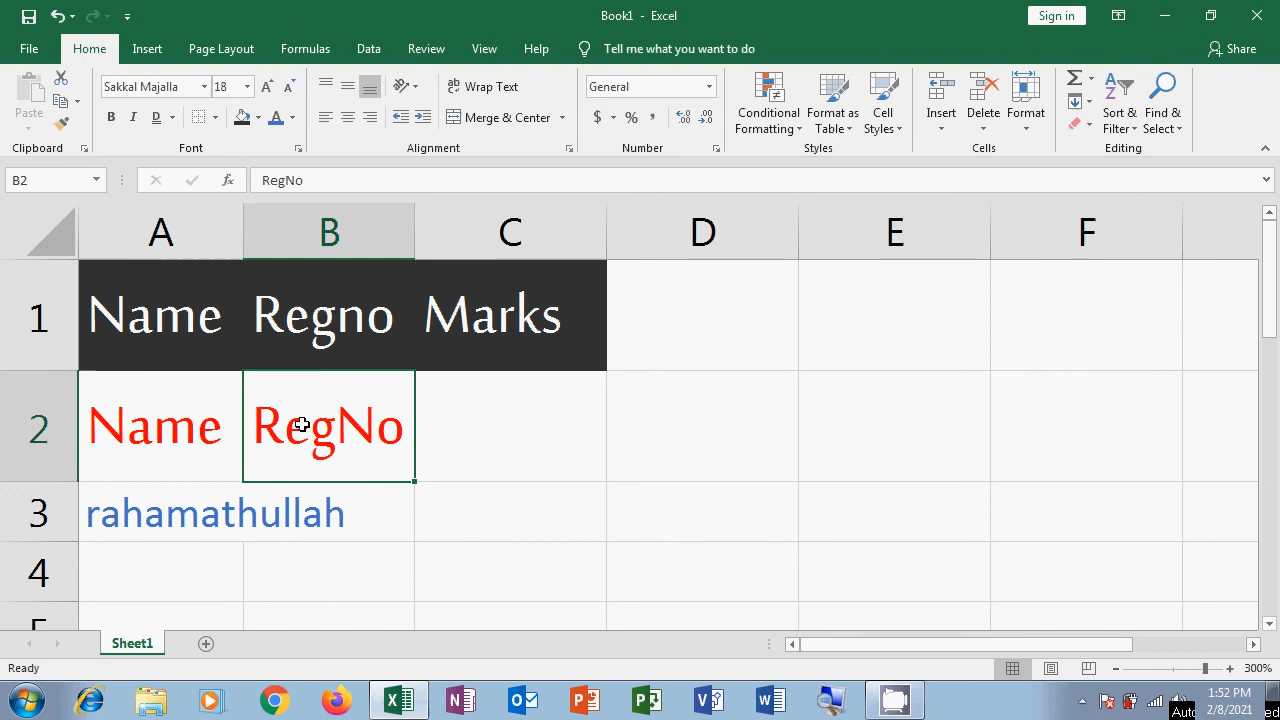 Book1 - Excel
Sign in
File Home Insert Page Layout Formulas Data Review View Help Tell me what you want to do Share
Paste
Clipboard
Sakkal Majalla 18
B I D A
Font
Wrap Text
Merge & Center
Alignment
General
$ % ,
Number
Conditional Formatting
Format as Table
Cell Styles
Styles
Insert Delete Format
Cells
Sort & Filter
Find & Select
Editing
B2 fx RegNo
A B C D E F
1 Name Regno Marks
2 Name RegNo
3 rahamathullah
4
Sheet1
Ready 300%
1:52 PM
2/8/2021